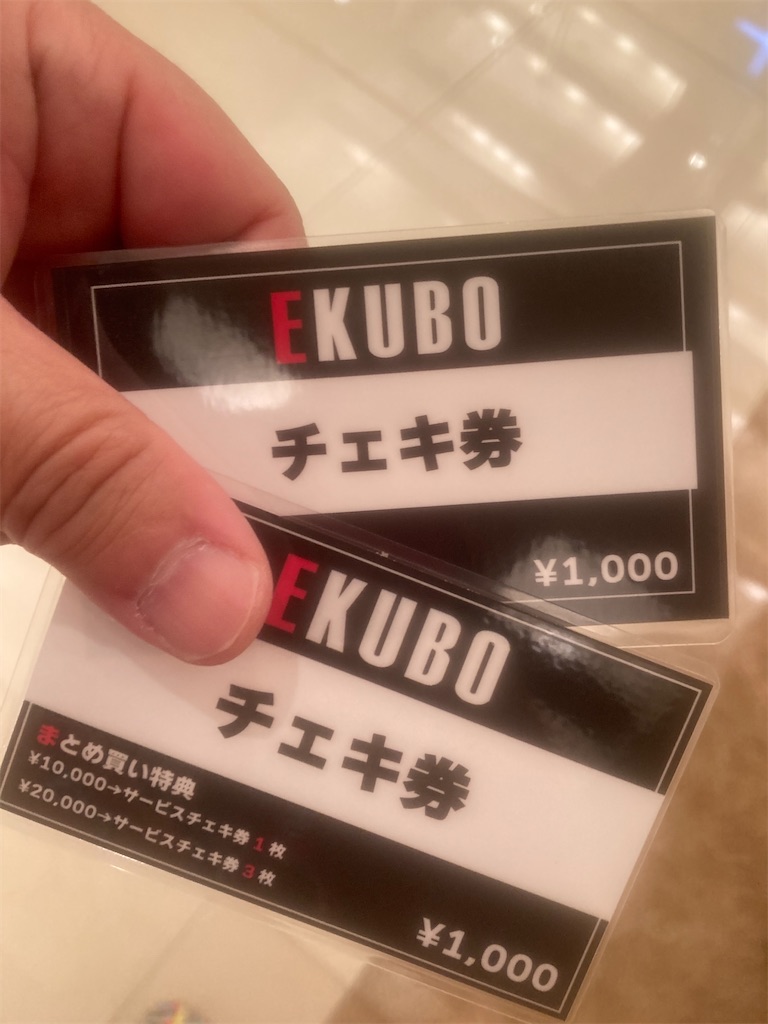 EKUBO
チェキ券
¥1,000
EKUBO
チェキ券
まとめ買い特典
¥10,000→サービスチェキ券1枚
¥20,000→サービスチェキ券3枚
¥1,000